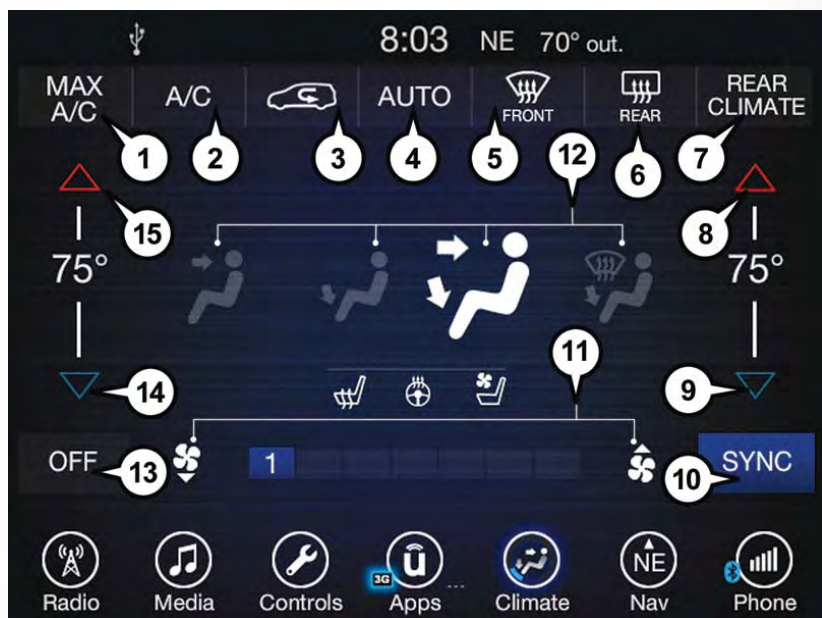 8:03 NE 70° out.
MAX
A/C
A/C
AUTO
FRONT
REAR
REAR
CLIMATE
1
2
3
4
5
12
6
7
15
8
75°
75°
11
14
9
OFF
13
1
10
SYNC
3G
ū
NE
Radio Media Controls Apps ... Climate Nav Phone